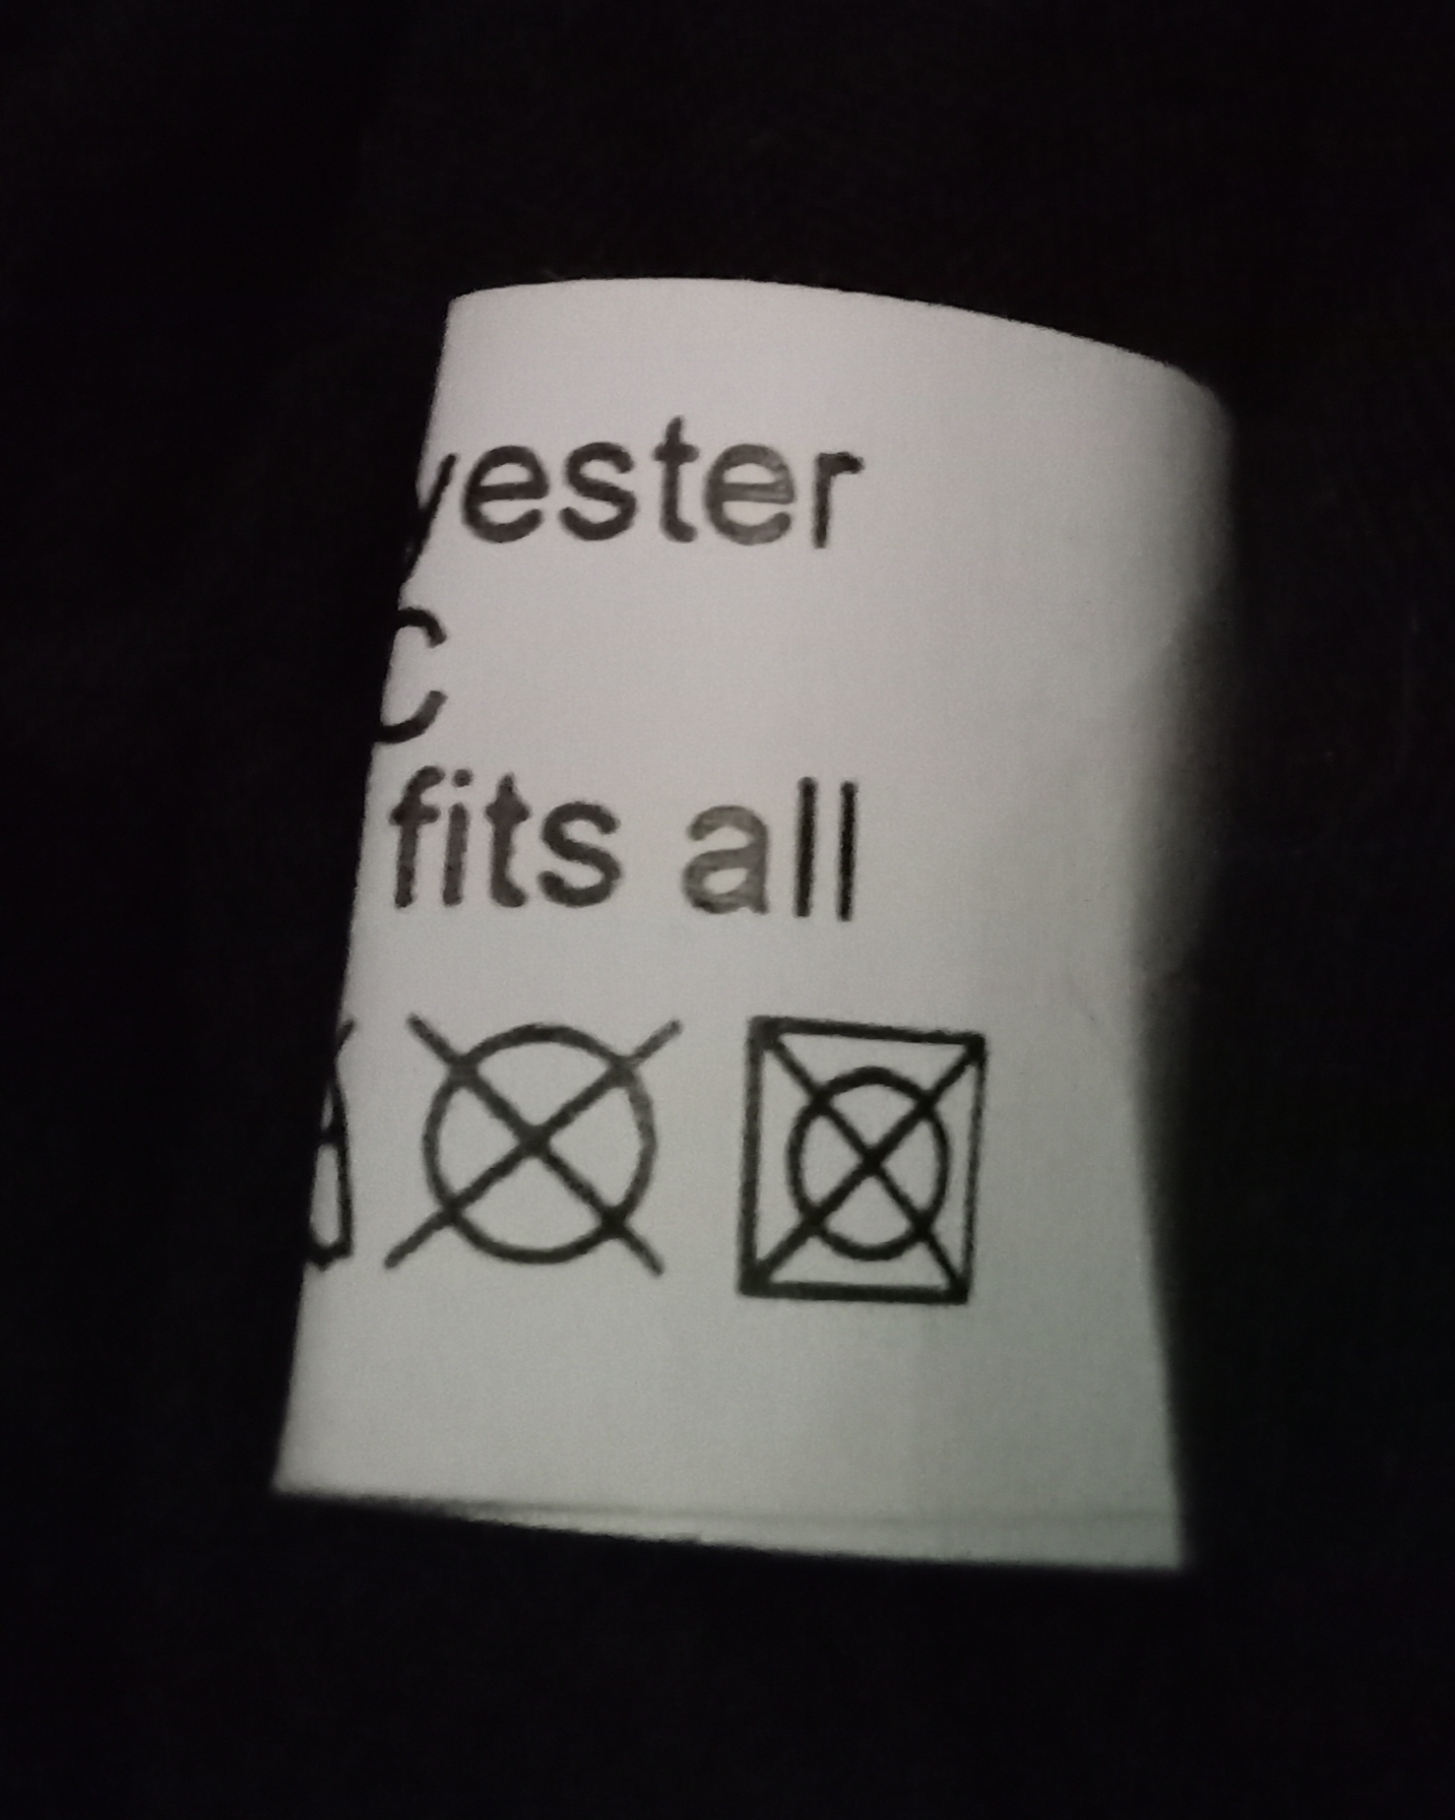 yester
C
fits all